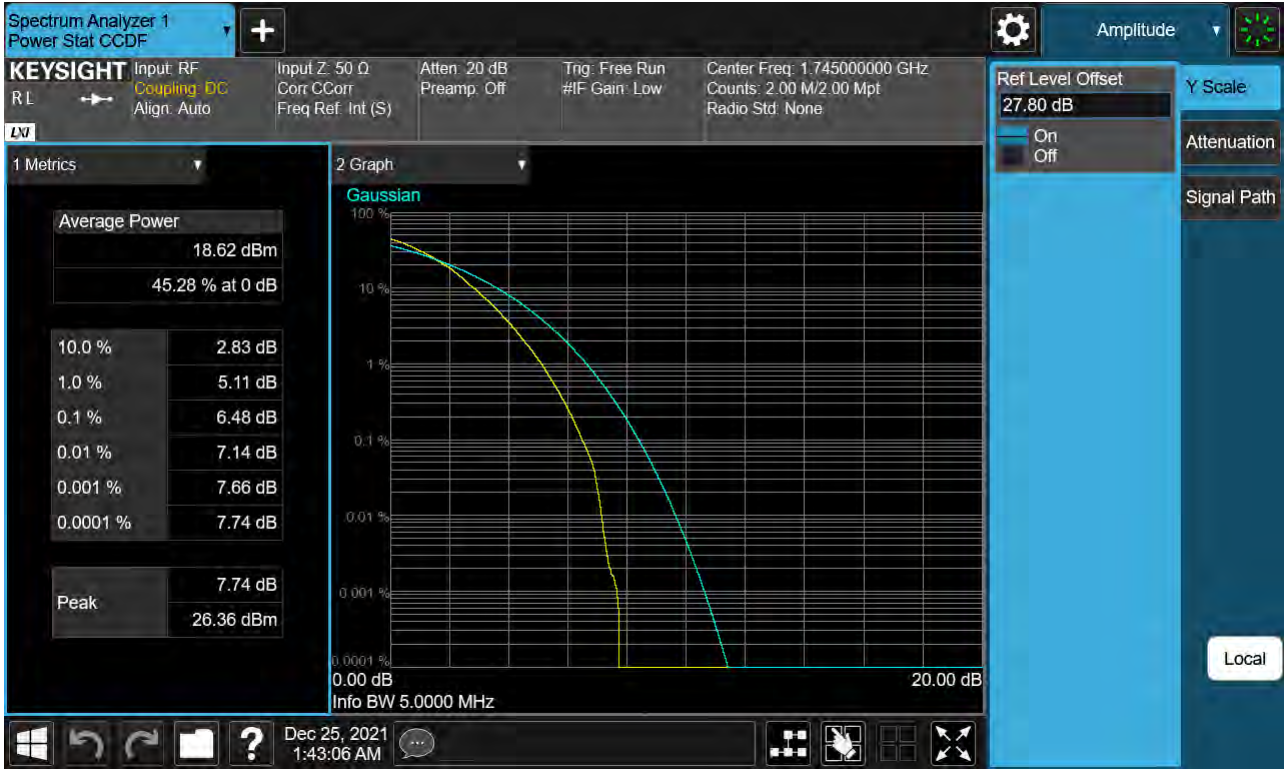 Spectrum Analyzer 1
Power Stat CCDF
Amplitude
KEYSIGHT
RL
LXI
Input: RF
Coupling: DC
Align: Auto
Input Z: 50 Ω
Corr CCorr
Freq Ref: Int (S)
Atten: 20 dB
Preamp: Off
Trig: Free Run
#IF Gain: Low
Center Freq: 1.745000000 GHz
Counts: 2.00 M/2.00 Mpt
Radio Std: None
Ref Level Offset
27.80 dB
On
Off
Y Scale
Attenuation
Signal Path
Local
1 Metrics
Average Power
18.62 dBm
45.28 % at 0 dB
10.0 % 2.83 dB
1.0 % 5.11 dB
0.1 % 6.48 dB
0.01 % 7.14 dB
0.001 % 7.66 dB
0.0001 % 7.74 dB
Peak
7.74 dB
26.36 dBm
2 Graph
Gaussian
100 %
10 %
1 %
0.1 %
0.01 %
0.001 %
0.0001 %
0.00 dB 20.00 dB
Info BW 5.0000 MHz
?
Dec 25, 2021
1:43:06 AM